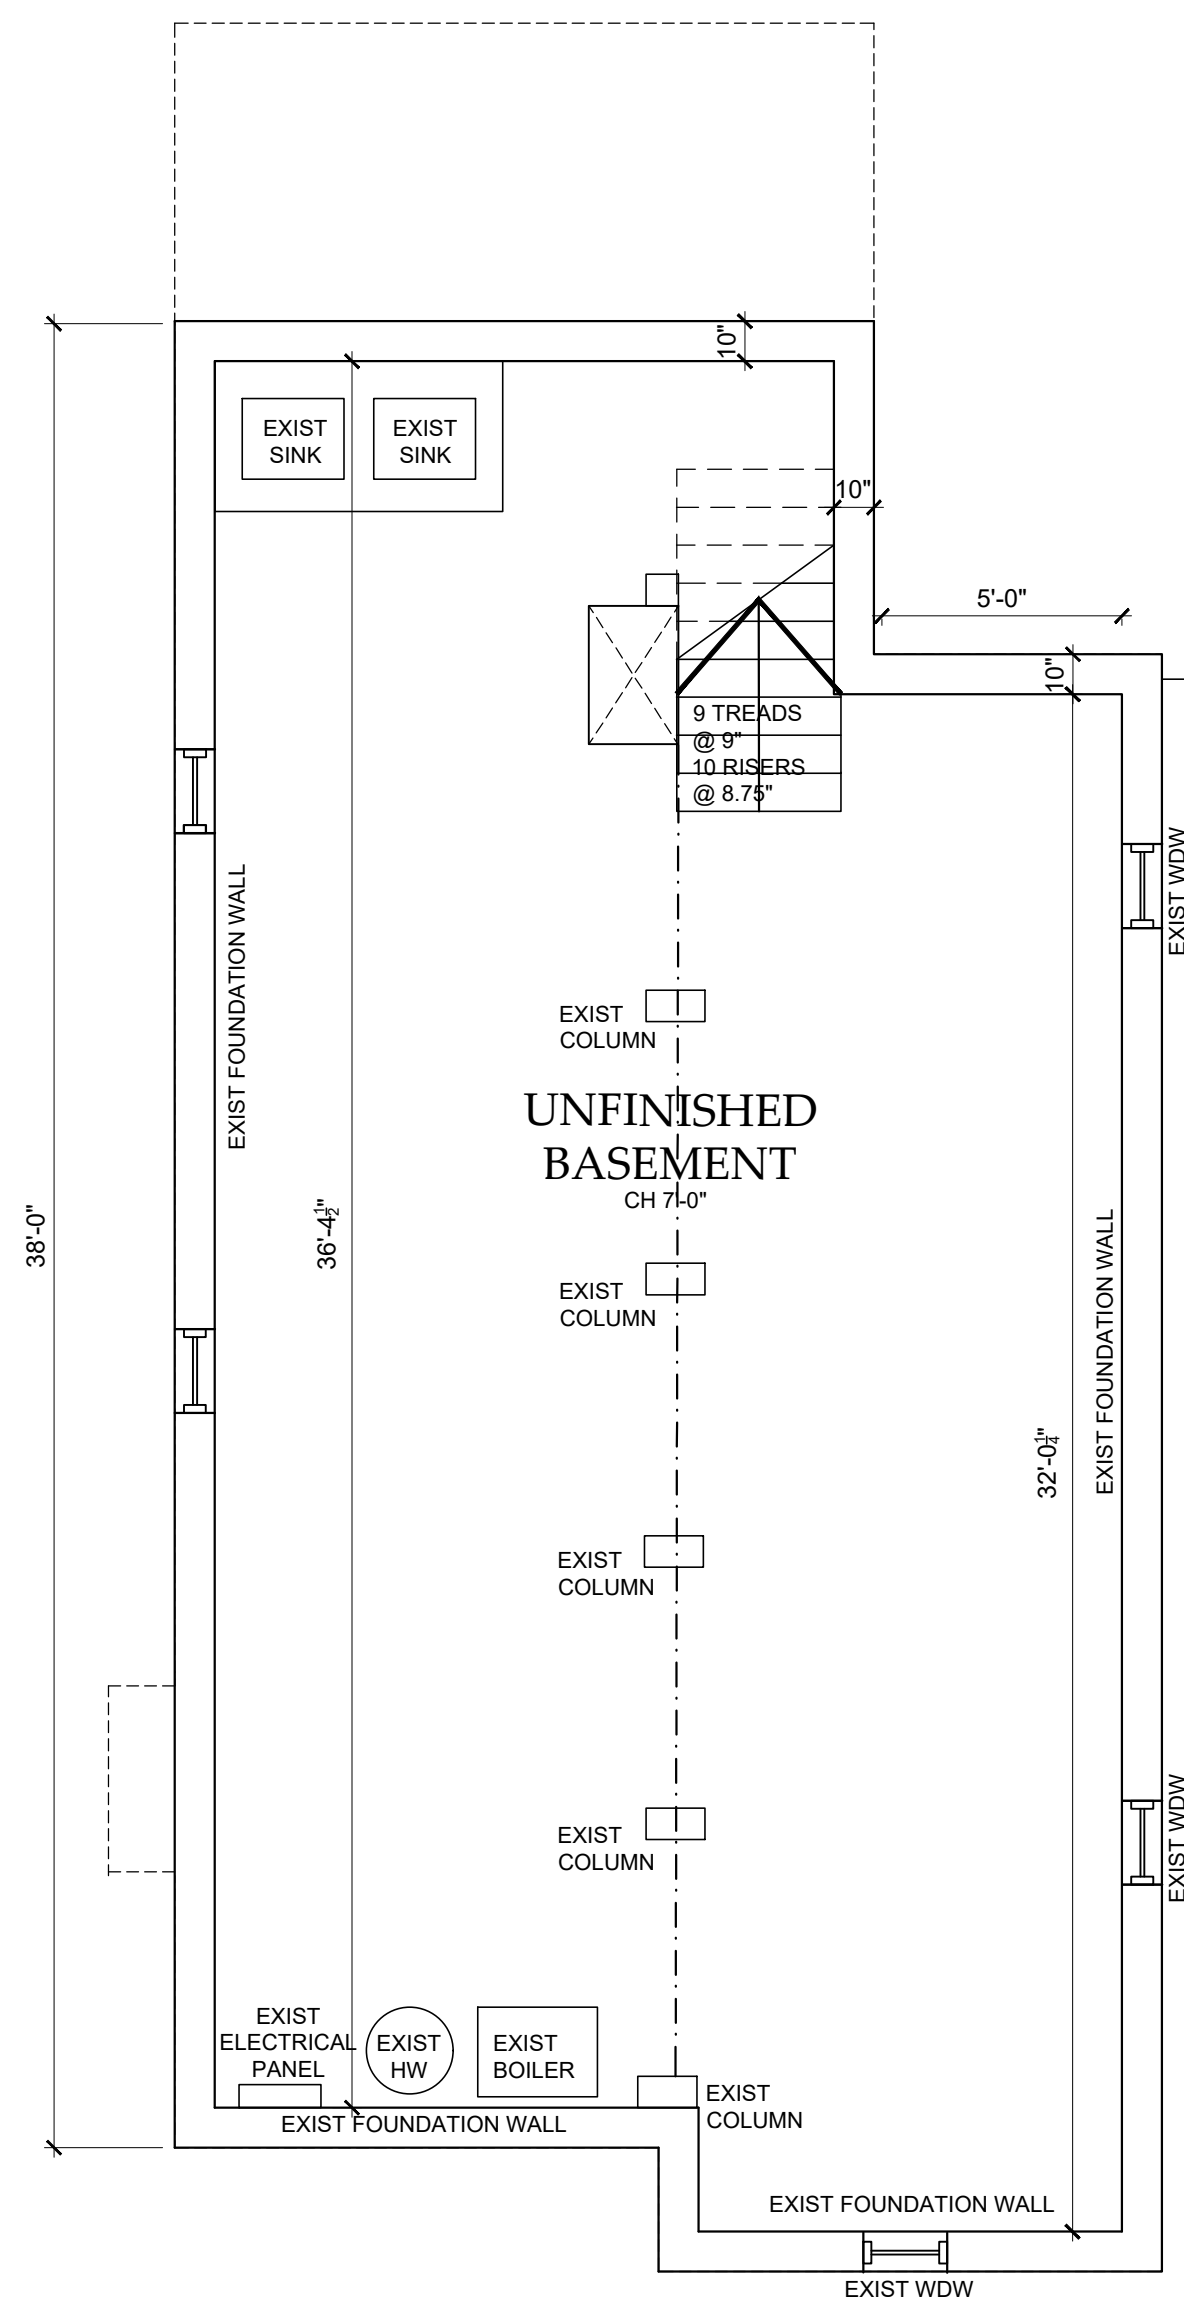 10"
EXIST
SINK
EXIST
SINK
10"
5'-0"
10"
9 TREADS
@ 9"
10 RISERS
@ 8.75"
EXIST WDW
EXIST FOUNDATION WALL
EXIST
COLUMN
UNFINISHED
BASEMENT
CH 7'-0"
38'-0"
36'-4½"
EXIST FOUNDATION WALL
EXIST
COLUMN
32'-0¼"
EXIST
COLUMN
EXIST WDW
EXIST
COLUMN
EXIST
ELECTRICAL
PANEL
EXIST
HW
EXIST
BOILER
EXIST
COLUMN
EXIST FOUNDATION WALL
EXIST FOUNDATION WALL
EXIST WDW